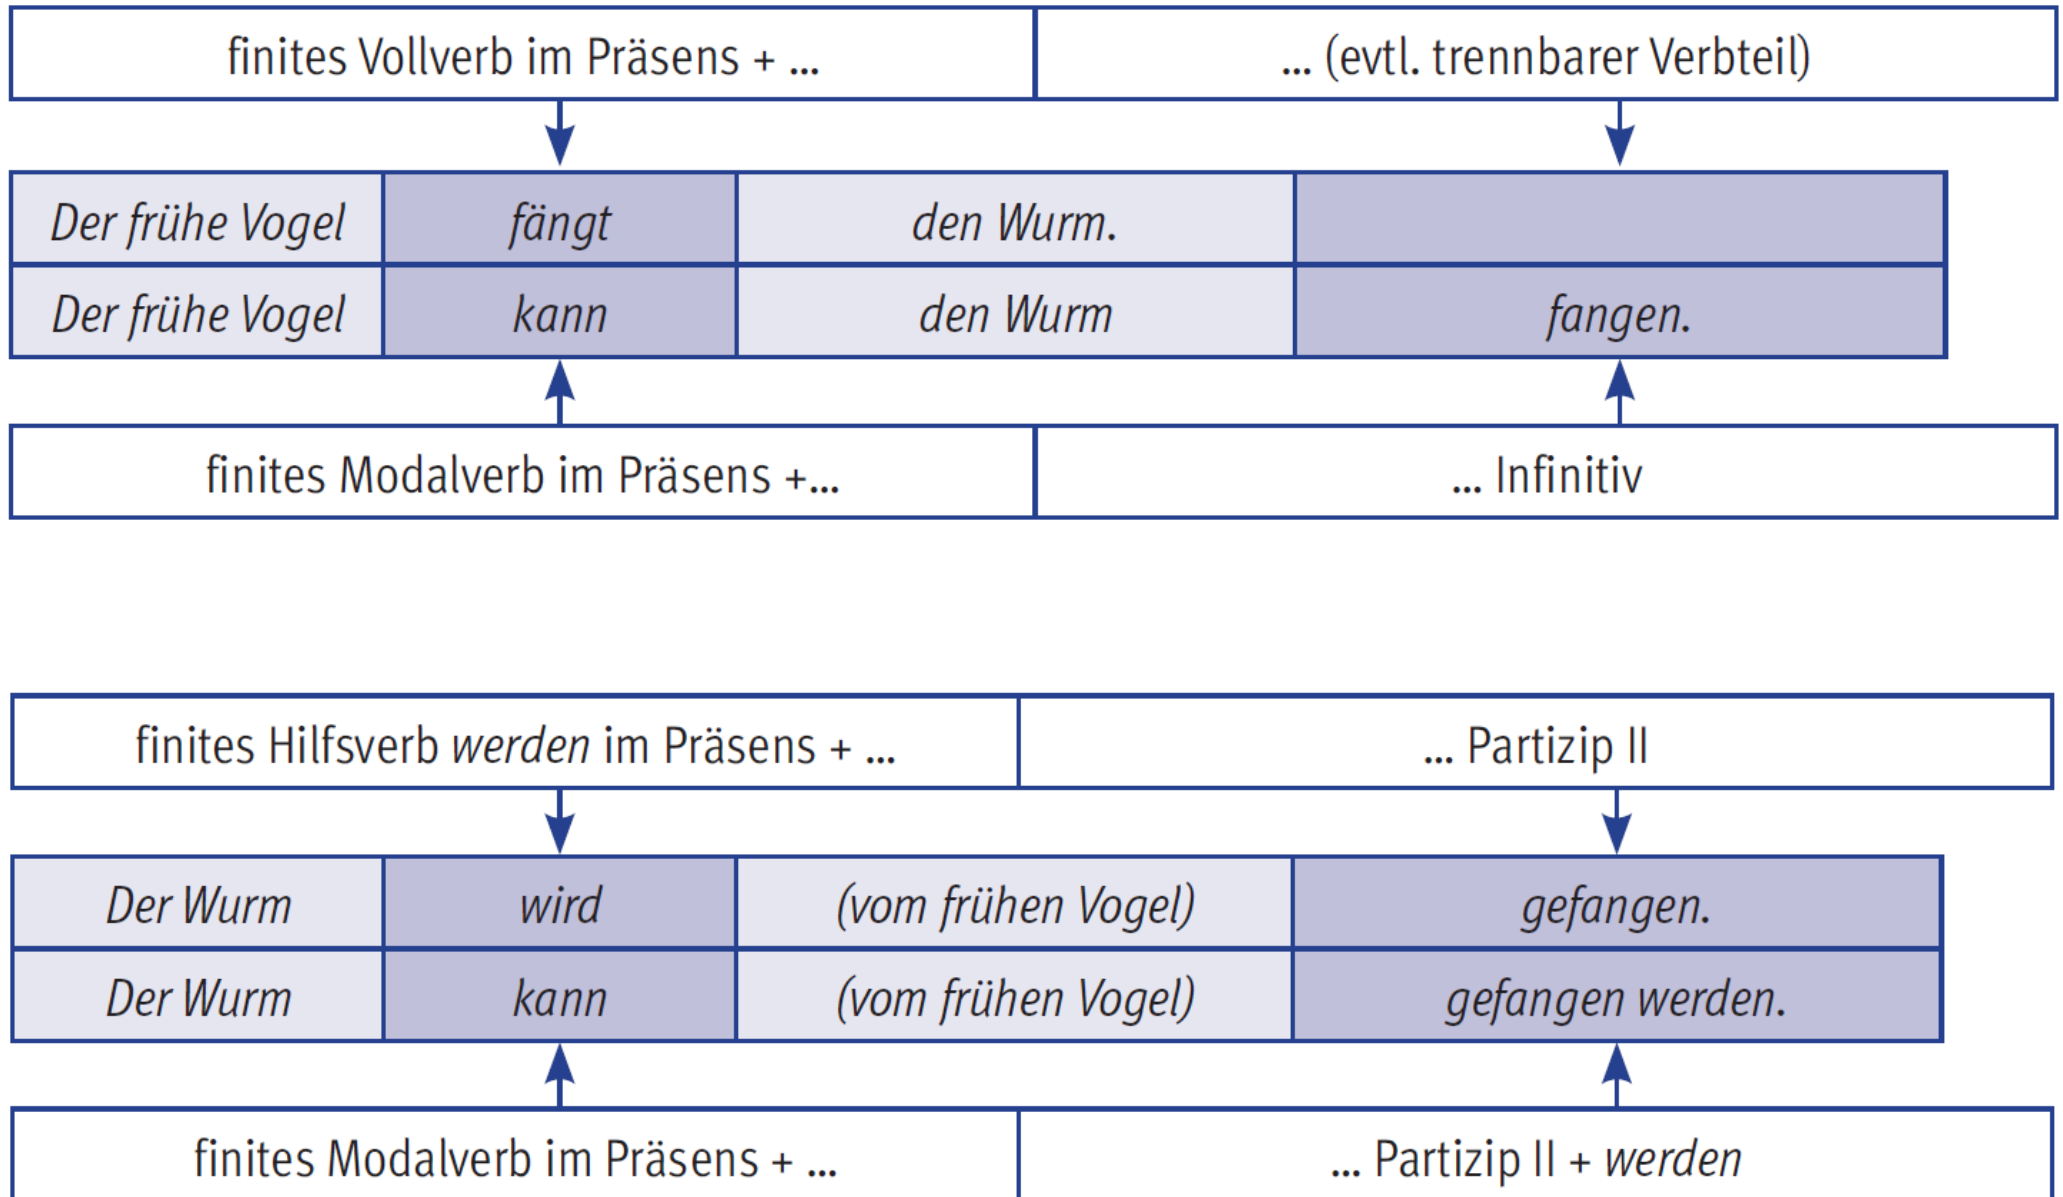 finites Vollverb im Präsens + ... ... (evtl. trennbarer Verbteil)
Der frühe Vogel fängt den Wurm.
Der frühe Vogel kann den Wurm fangen.
finites Modalverb im Präsens +... ... Infinitiv
finites Hilfsverb werden im Präsens + ... ... Partizip II
Der Wurm wird (vom frühen Vogel) gefangen.
Der Wurm kann (vom frühen Vogel) gefangen werden.
finites Modalverb im Präsens + ... ... Partizip II + werden